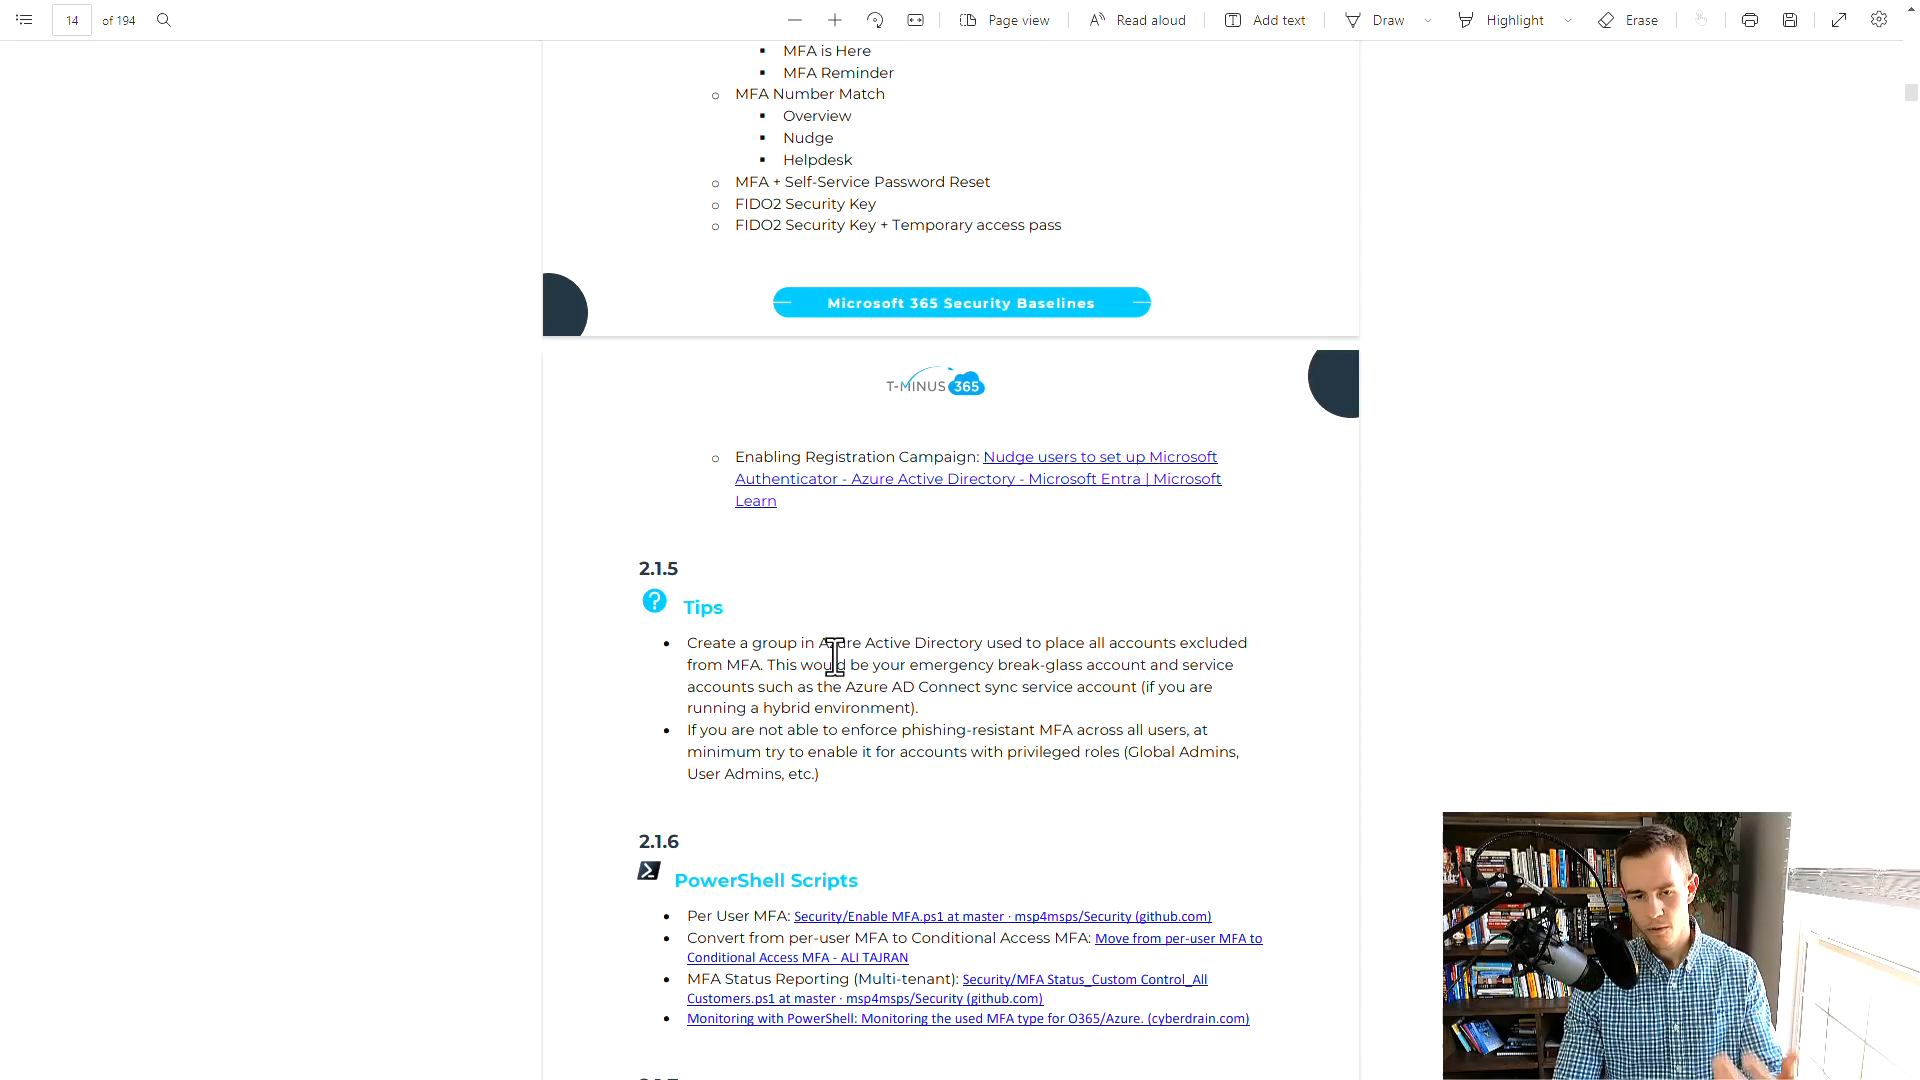 14 of 194 Page view Read aloud Add text Draw Highlight Erase
▪ MFA is Here
▪ MFA Reminder
o MFA Number Match
▪ Overview
▪ Nudge
▪ Helpdesk
o MFA + Self-Service Password Reset
o FIDO2 Security Key
o FIDO2 Security Key + Temporary access pass
Microsoft 365 Security Baselines
T-MINUS 365
o Enabling Registration Campaign: Nudge users to set up Microsoft
Authenticator - Azure Active Directory - Microsoft Entra | Microsoft
Learn
2.1.5
Tips
• Create a group in Azure Active Directory used to place all accounts excluded
from MFA. This would be your emergency break-glass account and service
accounts such as the Azure AD Connect sync service account (if you are
running a hybrid environment).
• If you are not able to enforce phishing-resistant MFA across all users, at
minimum try to enable it for accounts with privileged roles (Global Admins,
User Admins, etc.)
2.1.6
PowerShell Scripts
• Per User MFA: Security/Enable MFA.ps1 at master · msp4msps/Security (github.com)
• Convert from per-user MFA to Conditional Access MFA: Move from per-user MFA to
Conditional Access MFA - ALI TAJRAN
• MFA Status Reporting (Multi-tenant): Security/MFA Status_Custom Control_All
Customers.ps1 at master · msp4msps/Security (github.com)
• Monitoring with PowerShell: Monitoring the used MFA type for O365/Azure. (cyberdrain.com)